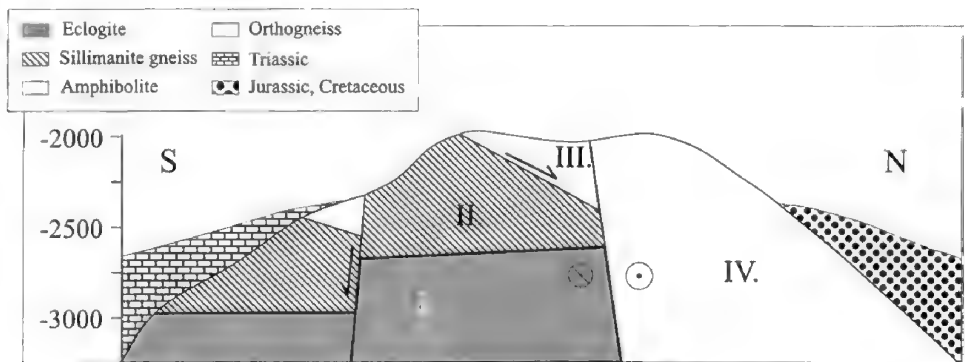 Eclogite
Orthogneiss
Sillimanite gneiss
Triassic
Amphibolite
Jurassic, Cretaceous
-2000
S
III.
N
-2500
II
IV.
-3000